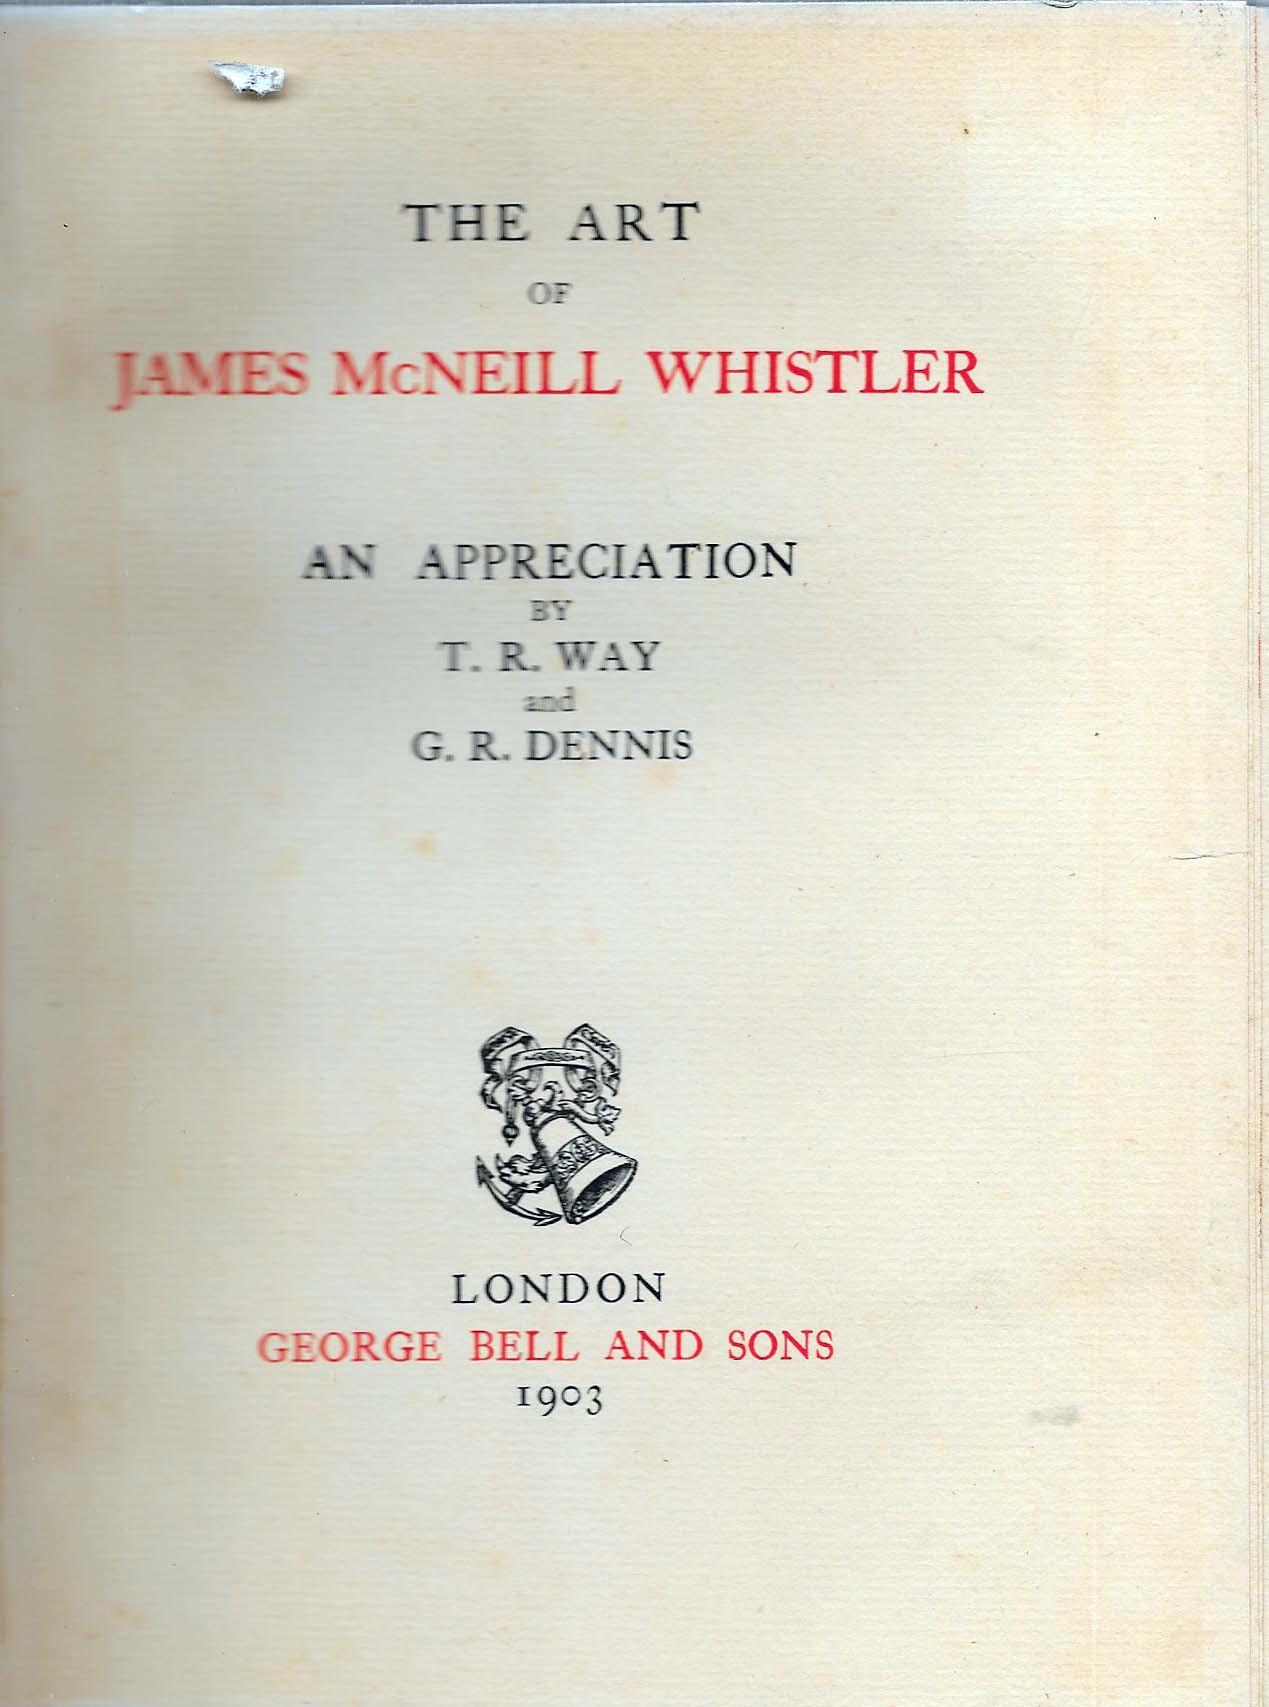 THE ART
OF
JAMES McNEILL WHISTLER
AN APPRECIATION
BY
T. R. WAY
and
G. R. DENNIS
LONDON
GEORGE BELL AND SONS
1903